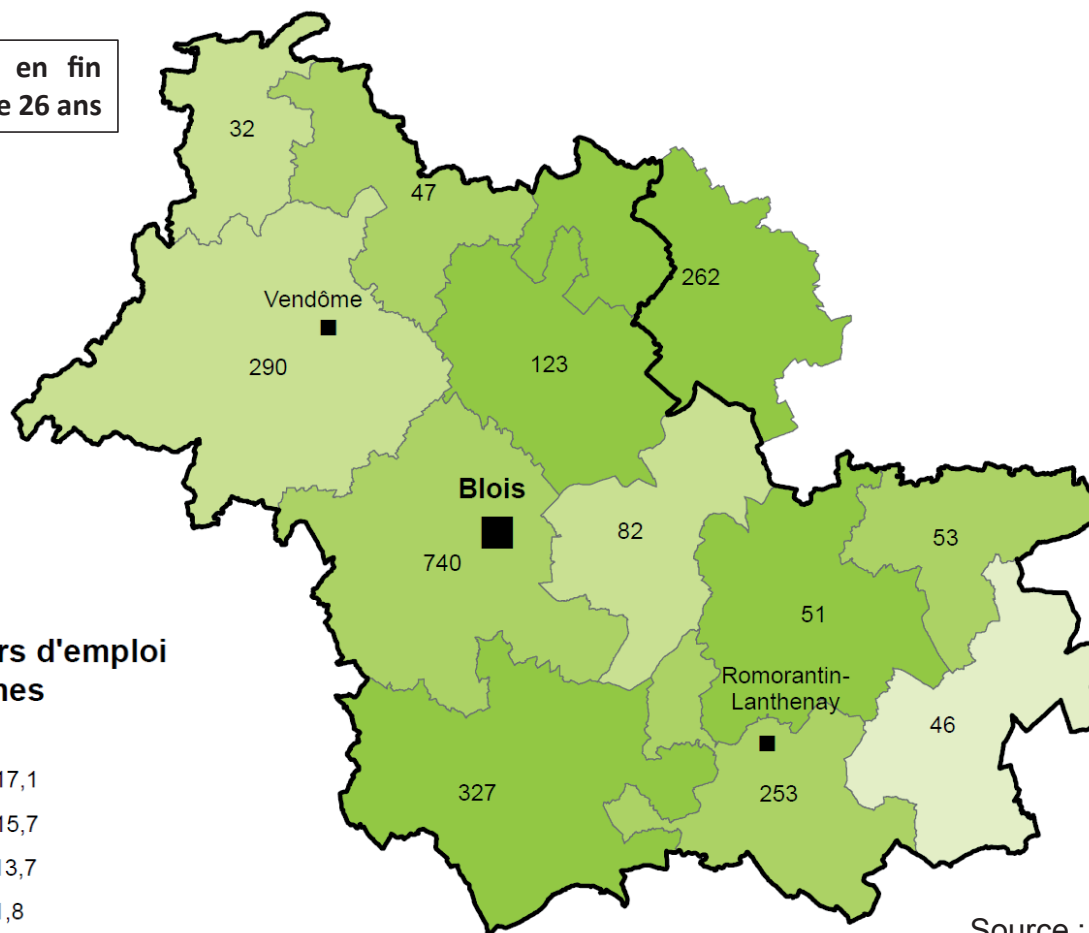 en fin
e 26 ans
32
47
262
Vendôme
290
123
Blois
740
82
53
51
Romorantin-
Lanthenay
46
327
253
rs d'emploi
nes
17,1
15,7
13,7
1,8
Source :